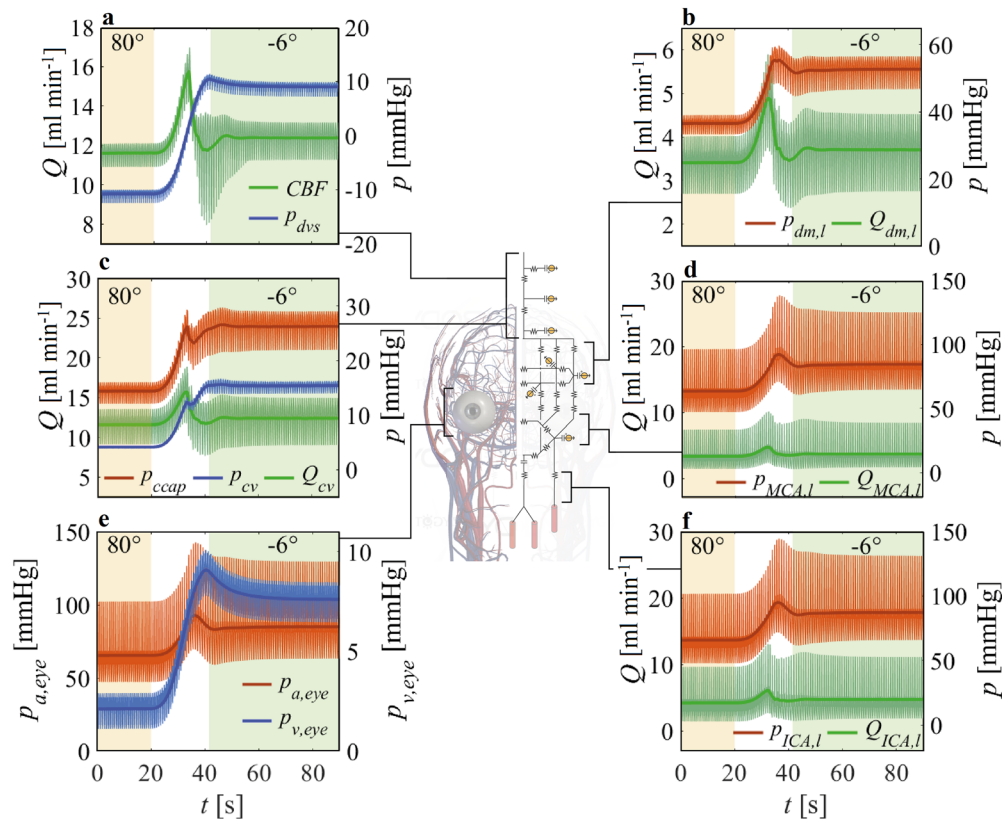 a
80°
-6°
18
16
14
12
10
8
Q [ml min⁻¹]
20
10
0
-10
-20
p [mmHg]
CBF
p_dvs
b
80°
-6°
6
5
4
3
2
Q [ml min⁻¹]
60
40
20
0
p [mmHg]
p_dm,l Q_dm,l
c
80°
-6°
30
25
20
15
10
5
Q [ml min⁻¹]
30
20
10
0
p [mmHg]
p_ccap p_cv Q_cv
d
80°
-6°
30
20
10
0
Q [ml min⁻¹]
150
100
50
0
p [mmHg]
p_MCA,l Q_MCA,l
e
80°
-6°
150
100
50
0
p_a,eye [mmHg]
10
5
0
p_v,eye [mmHg]
p_a,eye
p_v,eye
0 20 40 60 80
t [s]
f
80°
-6°
30
20
10
0
Q [ml min⁻¹]
150
100
50
0
p [mmHg]
p_ICA,l Q_ICA,l
0 20 40 60 80
t [s]